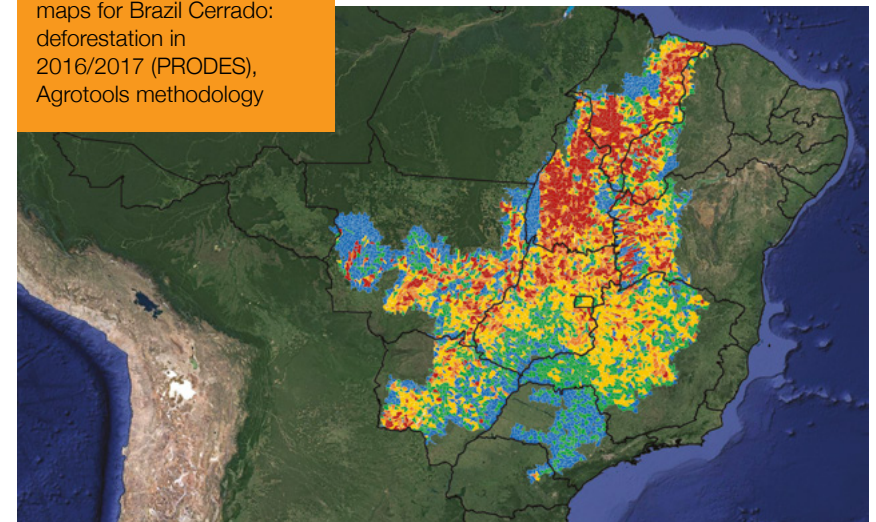 maps for Brazil Cerrado:
deforestation in
2016/2017 (PRODES),
Agrotools methodology